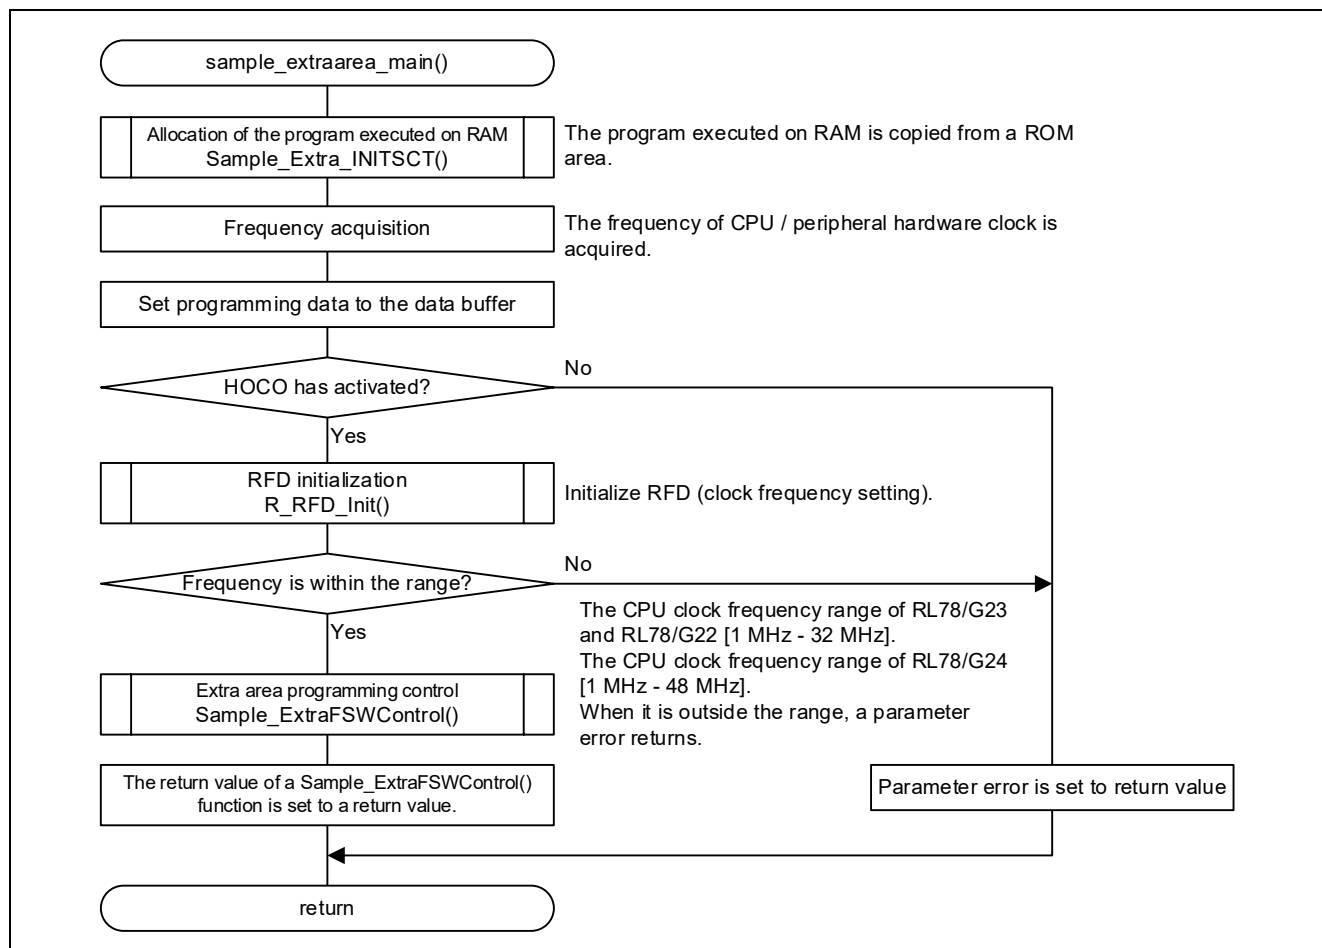 sample_extraarea_main()
Allocation of the program executed on RAM
Sample_Extra_INITSCT()
The program executed on RAM is copied from a ROM
area.
Frequency acquisition
The frequency of CPU / peripheral hardware clock is
acquired.
Set programming data to the data buffer
HOCO has activated?
No
Yes
RFD initialization
R_RFD_Init()
Initialize RFD (clock frequency setting).
Frequency is within the range?
No
Yes
The CPU clock frequency range of RL78/G23
and RL78/G22 [1 MHz - 32 MHz].
The CPU clock frequency range of RL78/G24
[1 MHz - 48 MHz].
When it is outside the range, a parameter
error returns.
Extra area programming control
Sample_ExtraFSWControl()
The return value of a Sample_ExtraFSWControl()
function is set to a return value.
Parameter error is set to return value
return